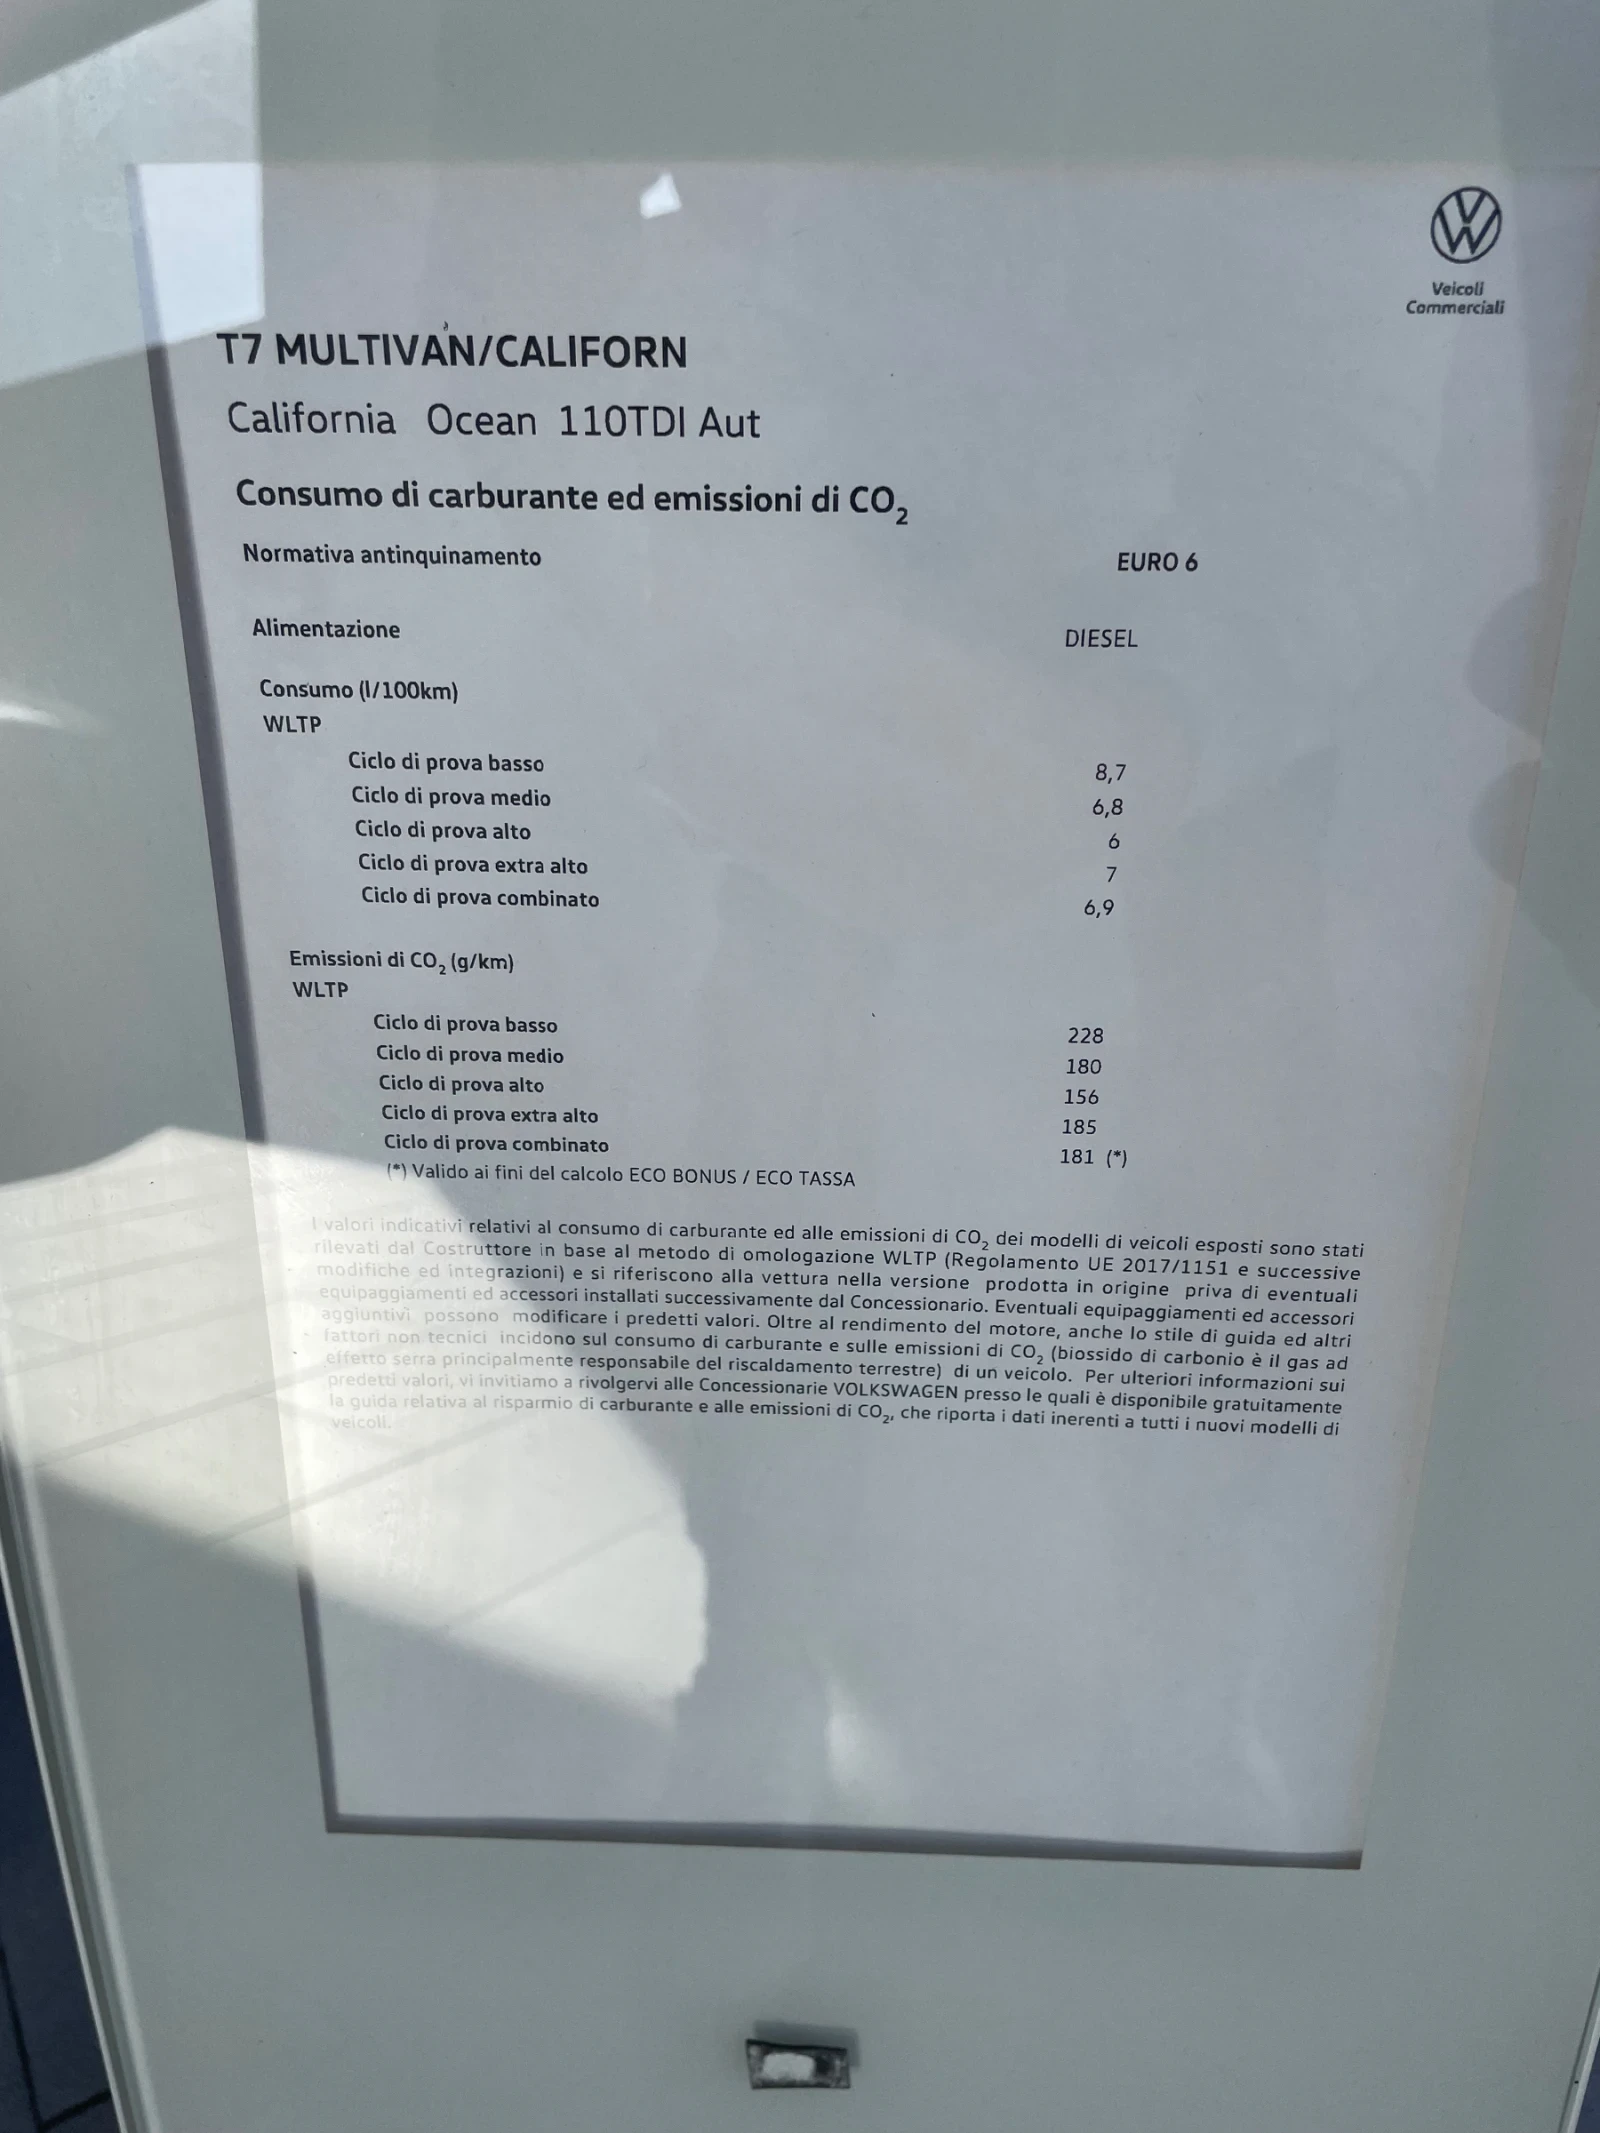 Veicoli
Commerciali
T7 MULTIVAN/CALIFORN
California Ocean 110TDI Aut
Consumo di carburante ed emissioni di CO₂
Normativa antinquinamento EURO 6
Alimentazione DIESEL
Consumo (l/100km)
WLTP
Ciclo di prova basso 8,7
Ciclo di prova medio 6,8
Ciclo di prova alto 6
Ciclo di prova extra alto 7
Ciclo di prova combinato 6,9
Emissioni di CO₂ (g/km)
WLTP
Ciclo di prova basso 228
Ciclo di prova medio 180
Ciclo di prova alto 156
Ciclo di prova extra alto 185
Ciclo di prova combinato 181 (*)
(*) Valido ai fini del calcolo ECO BONUS / ECO TASSA
I valori indicativi relativi al consumo di carburante ed alle emissioni di CO₂ dei modelli di veicoli esposti sono stati
rilevati dal Costruttore in base al metodo di omologazione WLTP (Regolamento UE 2017/1151 e successive
modifiche ed integrazioni) e si riferiscono alla vettura nella versione prodotta in origine priva di eventuali
equipaggiamenti ed accessori installati successivamente dal Concessionario. Eventuali equipaggiamenti ed accessori
aggiuntivi possono modificare i predetti valori. Oltre al rendimento del motore, anche lo stile di guida ed altri
fattori non tecnici incidono sul consumo di carburante e sulle emissioni di CO₂ (biossido di carbonio è il gas ad
effetto serra principalmente responsabile del riscaldamento terrestre) di un veicolo. Per ulteriori informazioni sui
predetti valori, vi invitiamo a rivolgervi alle Concessionarie VOLKSWAGEN presso le quali è disponibile gratuitamente
la guida relativa al risparmio di carburante e alle emissioni di CO₂, che riporta i dati inerenti a tutti i nuovi modelli di
veicoli.